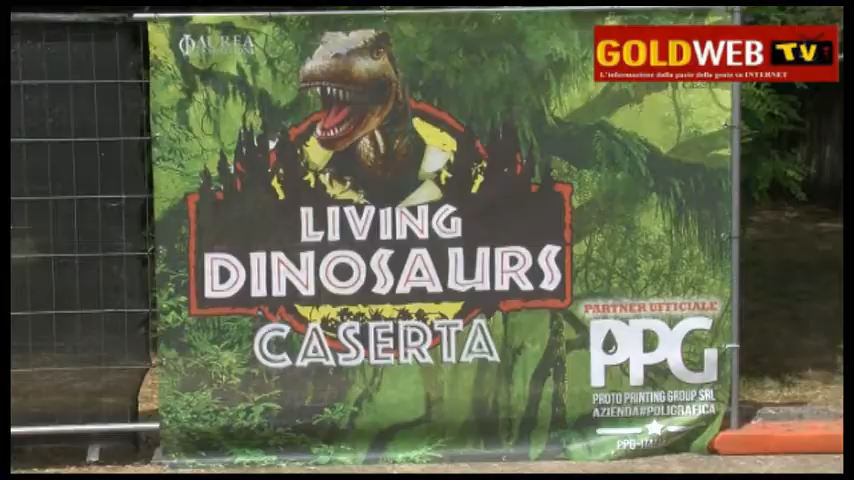 AUREA
GOLDWEB TV
L'informazione dalla parte della gente su INTERNET
LIVING
DINOSAURS
CASERTA
PARTNER UFFICIALE
PPG
PROTO PRINTING GROUP SRL
AZIENDA#POLIGRAFICA